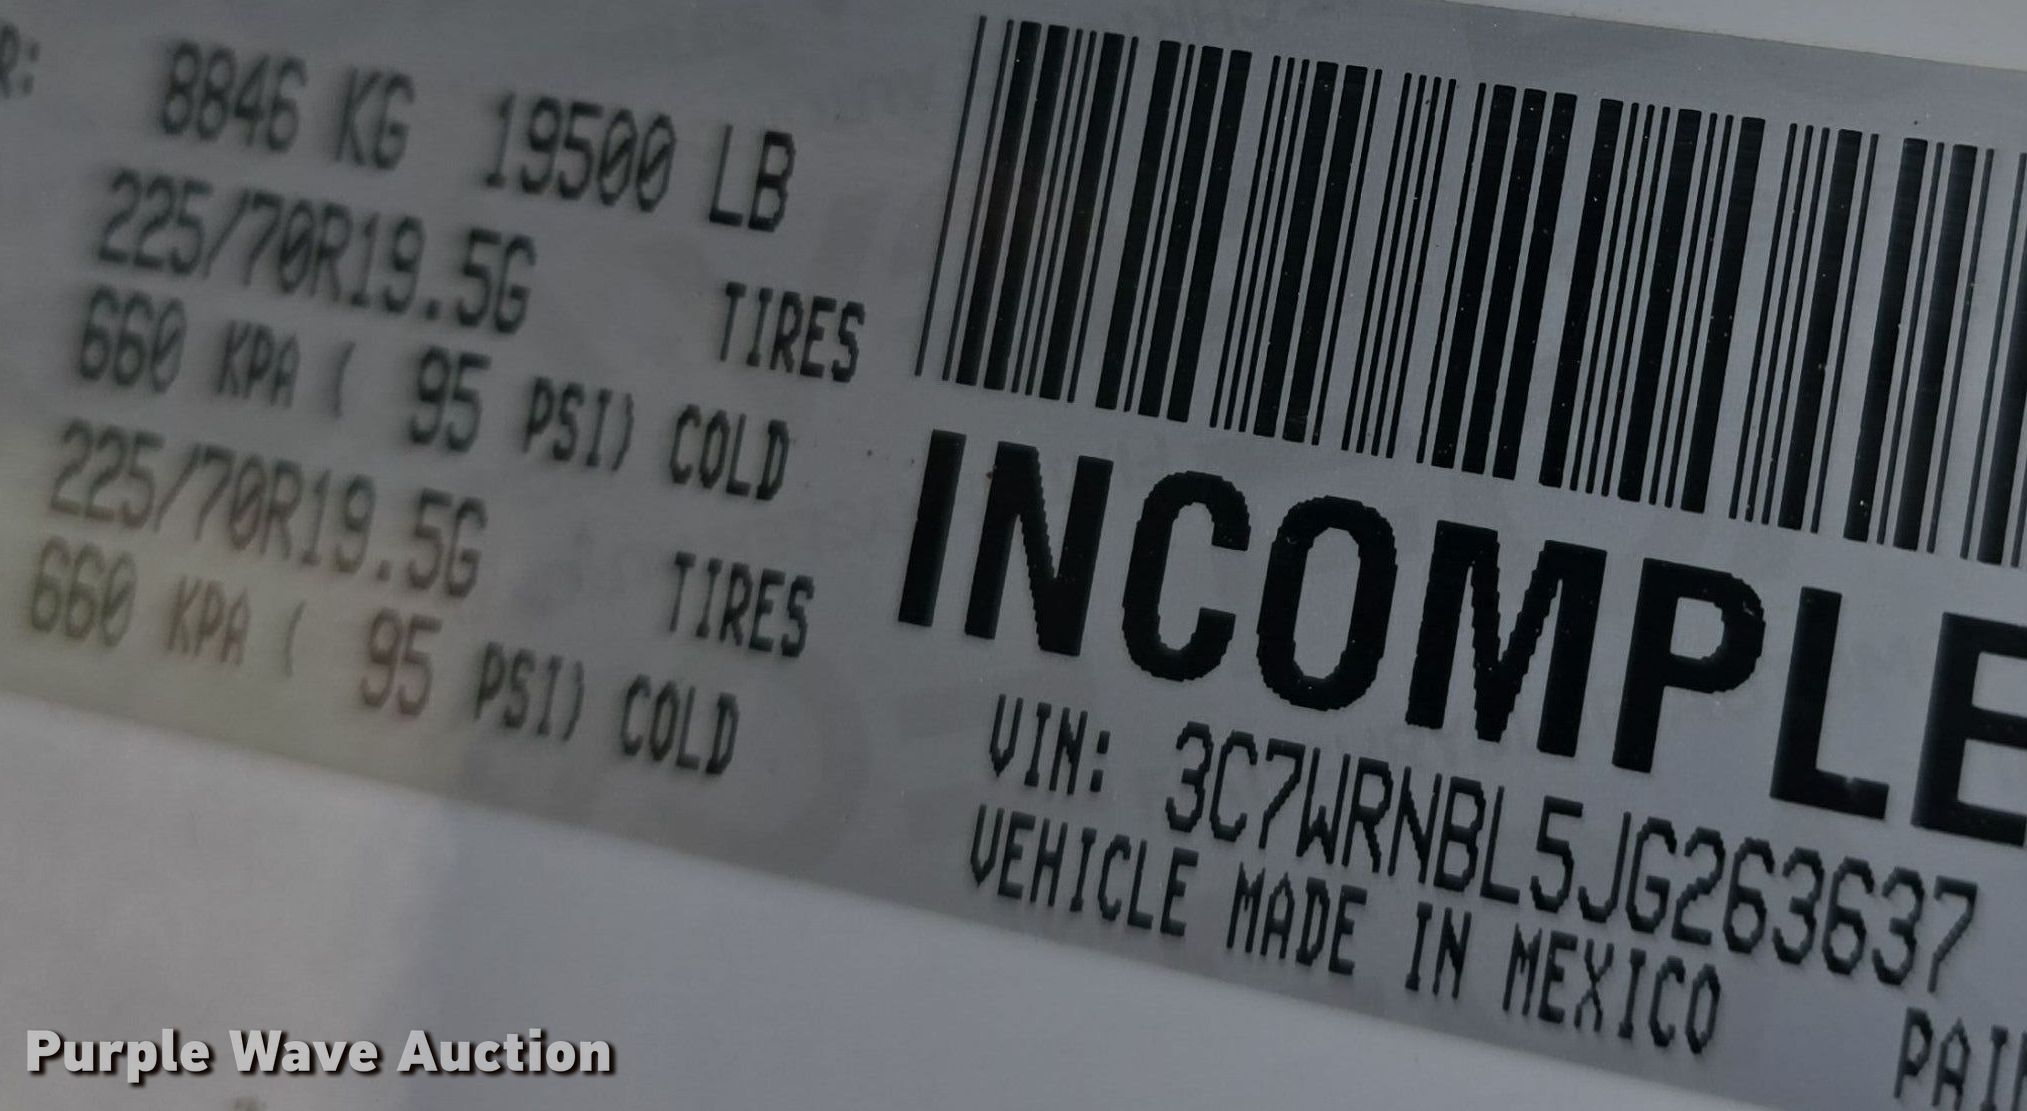 R: 8846 KG 19500 LB
225/70R19.5G TIRES
660 KPA ( 95 PSI) COLD
225/70R19.5G TIRES
660 KPA ( 95 PSI) COLD
INCOMPLE
VIN: 3C7WRNBL5JG263637
VEHICLE MADE IN MEXICO
PAI
Purple Wave Auction